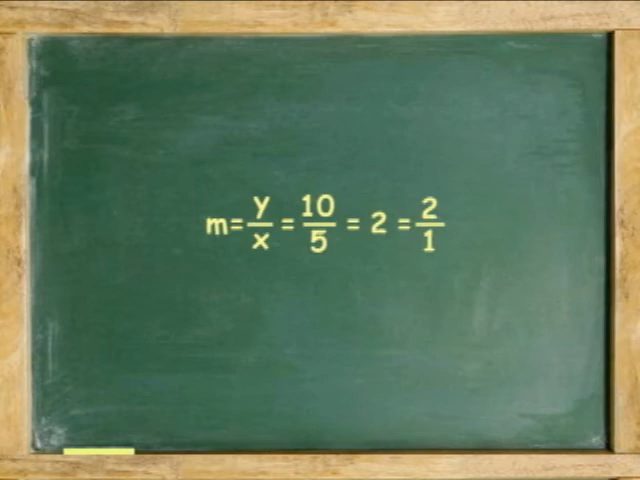 m= y/x = 10/5 = 2 = 2/1